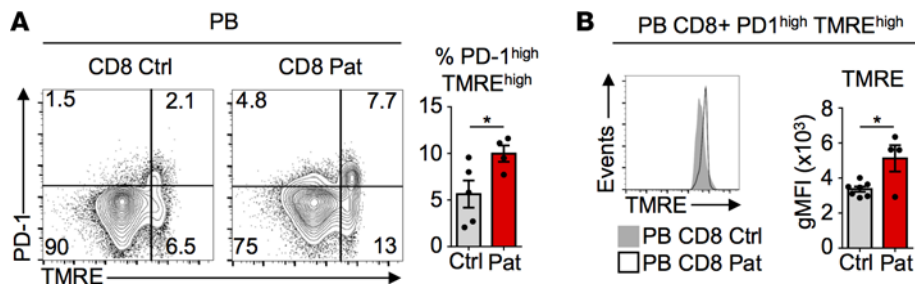 A
PB
CD8 Ctrl
CD8 Pat
1.5
2.1
90
6.5
4.8
7.7
75
13
PD-1
TMRE
% PD-1high
TMREhigh
15
10
5
0
*
Ctrl
Pat
B
PB CD8+ PD1high TMREhigh
Events
TMRE
PB CD8 Ctrl
PB CD8 Pat
TMRE
gMFI (x10³)
8
6
4
2
0
*
Ctrl
Pat